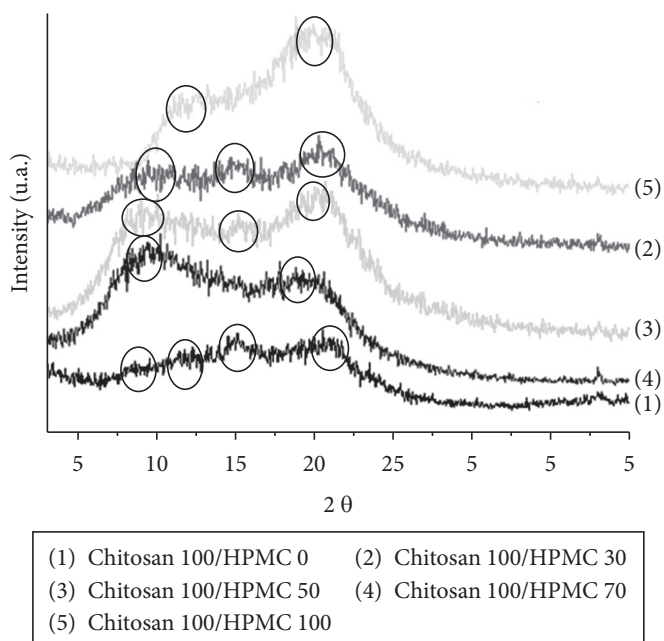 Intensity (u.a.)
(5)
(2)
(3)
(4)
(1)
5 10 15 20 25 5 5 5
2 θ
(1) Chitosan 100/HPMC 0 (2) Chitosan 100/HPMC 30
(3) Chitosan 100/HPMC 50 (4) Chitosan 100/HPMC 70
(5) Chitosan 100/HPMC 100